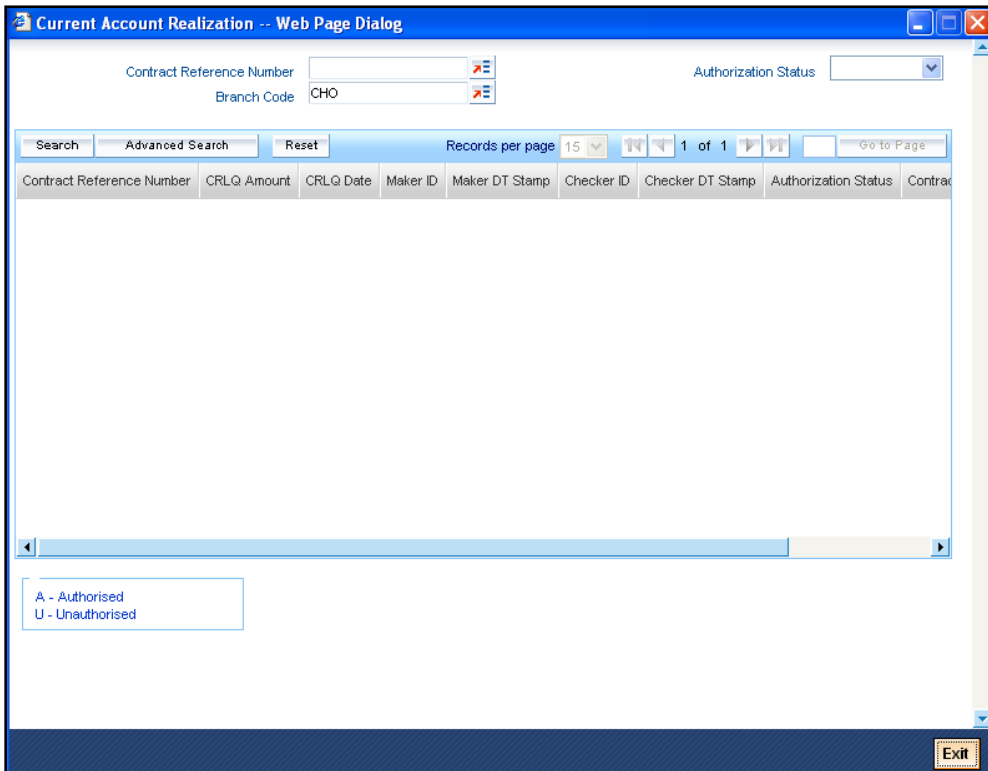 Current Account Realization -- Web Page Dialog
Contract Reference Number
Authorization Status
Branch Code CHO
Search Advanced Search Reset Records per page 15 1 of 1 Go to Page
Contract Reference Number CRLQ Amount CRLQ Date Maker ID Maker DT Stamp Checker ID Checker DT Stamp Authorization Status Contrac
A - Authorised
U - Unauthorised
Exit